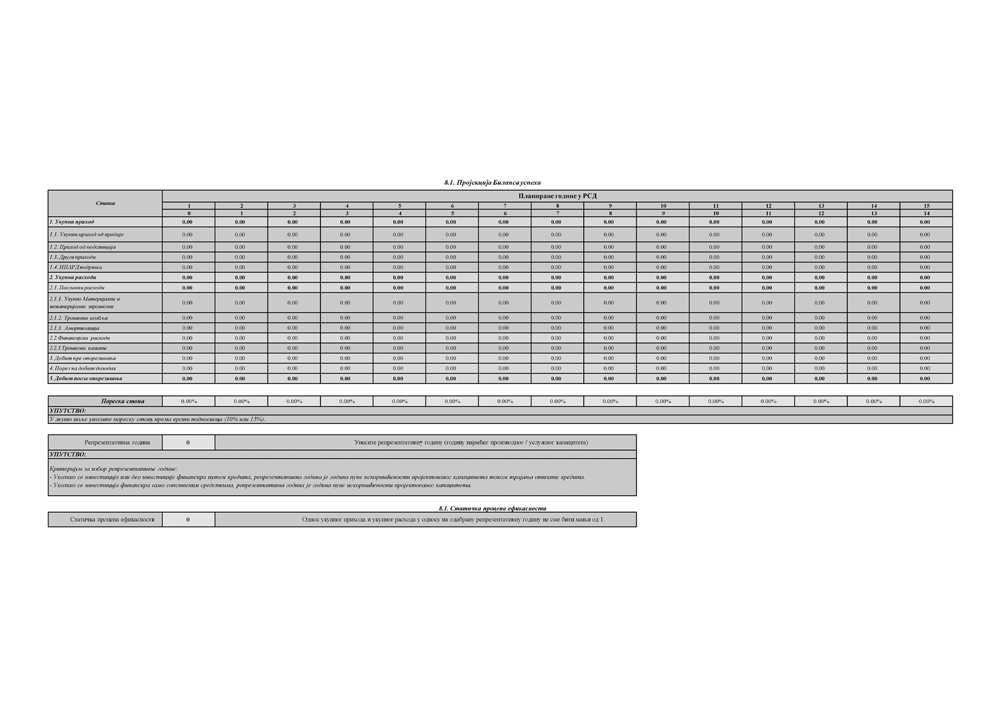 8.1. Пројекција Биланса успеха
Ставка
Планиране године у РСД
1 2 3 4 5 6 7 8 9 10 11 12 13 14 15
0 1 2 3 4 5 6 7 8 9 10 11 12 13 14
1. Укупни приход 0.00 0.00 0.00 0.00 0.00 0.00 0.00 0.00 0.00 0.00 0.00 0.00 0.00 0.00 0.00
1.1. Укупни приход од продаје 0.00 0.00 0.00 0.00 0.00 0.00 0.00 0.00 0.00 0.00 0.00 0.00 0.00 0.00 0.00
1.2. Приход од подстицаја 0.00 0.00 0.00 0.00 0.00 0.00 0.00 0.00 0.00 0.00 0.00 0.00 0.00 0.00 0.00
1.3. Други приходи 0.00 0.00 0.00 0.00 0.00 0.00 0.00 0.00 0.00 0.00 0.00 0.00 0.00 0.00 0.00
1.4. ИПАРД подршка 0.00 0.00 0.00 0.00 0.00 0.00 0.00 0.00 0.00 0.00 0.00 0.00 0.00 0.00 0.00
2. Укупни расходи 0.00 0.00 0.00 0.00 0.00 0.00 0.00 0.00 0.00 0.00 0.00 0.00 0.00 0.00 0.00
2.1. Пословни расходи 0.00 0.00 0.00 0.00 0.00 0.00 0.00 0.00 0.00 0.00 0.00 0.00 0.00 0.00 0.00
2.1.1. Укупно Материјални и
нематеријални трошкови 0.00 0.00 0.00 0.00 0.00 0.00 0.00 0.00 0.00 0.00 0.00 0.00 0.00 0.00 0.00
2.1.2. Трошкови особља 0.00 0.00 0.00 0.00 0.00 0.00 0.00 0.00 0.00 0.00 0.00 0.00 0.00 0.00 0.00
2.1.3. Амортизација 0.00 0.00 0.00 0.00 0.00 0.00 0.00 0.00 0.00 0.00 0.00 0.00 0.00 0.00 0.00
2.2.Финансијски расходи 0.00 0.00 0.00 0.00 0.00 0.00 0.00 0.00 0.00 0.00 0.00 0.00 0.00 0.00 0.00
2.2.1.Трошкови камате 0.00 0.00 0.00 0.00 0.00 0.00 0.00 0.00 0.00 0.00 0.00 0.00 0.00 0.00 0.00
3. Добит пре опорезивања 0.00 0.00 0.00 0.00 0.00 0.00 0.00 0.00 0.00 0.00 0.00 0.00 0.00 0.00 0.00
4. Порез на добит/доходак 0.00 0.00 0.00 0.00 0.00 0.00 0.00 0.00 0.00 0.00 0.00 0.00 0.00 0.00 0.00
5. Добит после опорезивања 0.00 0.00 0.00 0.00 0.00 0.00 0.00 0.00 0.00 0.00 0.00 0.00 0.00 0.00 0.00
Пореска стопа 0.00% 0.00% 0.00% 0.00% 0.00% 0.00% 0.00% 0.00% 0.00% 0.00% 0.00% 0.00% 0.00% 0.00% 0.00%
УПУТСТВО:
У жуто поље унесите пореску стопу према врсти подносиоца (10% или 15%).
Репрезентативна година 0 Унесите репрезентативну годину (годину највећег производног / услужног капацитета)
УПУТСТВО:
Критеријум за избор репрезентативне године:
- Уколико се инвестиција или део инвестиције финансира путем кредита, репрезентативна година је година пуне искоришћености пројектованог капацитета током трајања отплате кредита.
- Уколико се инвестиција финансира само сопственим средствима, репрезентативна година је година пуне искоришћености пројектованог капацитета.
8.1. Статичка процена ефикасности
Статичка процена ефикасности 0 Однос укупног прихода и укупног расхода у односу на одабрану репрезентативну годину не сме бити мањи од 1.